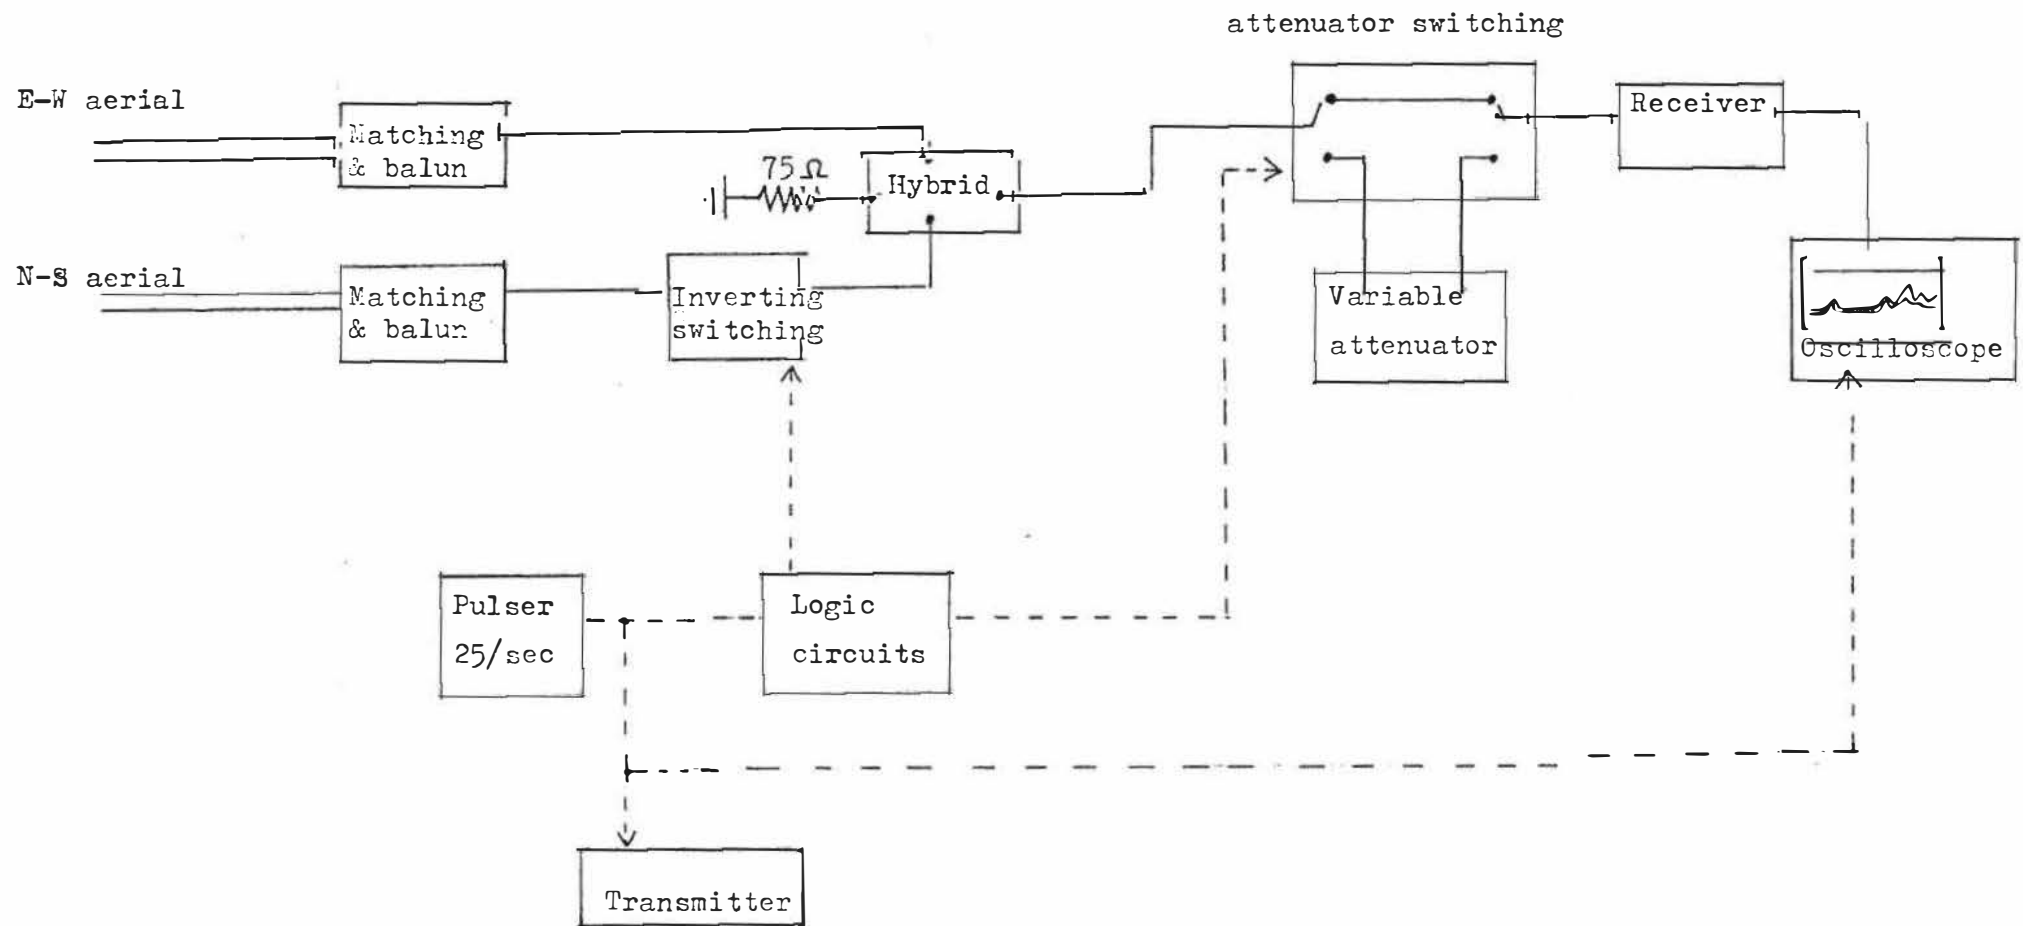 attenuator switching
E-W aerial
Matching
& balun
75Ω
Hybrid
Receiver
N-S aerial
Matching
& balun
Inverting
switching
Variable
attenuator
Oscilloscope
Pulser
25/sec
Logic
circuits
Transmitter